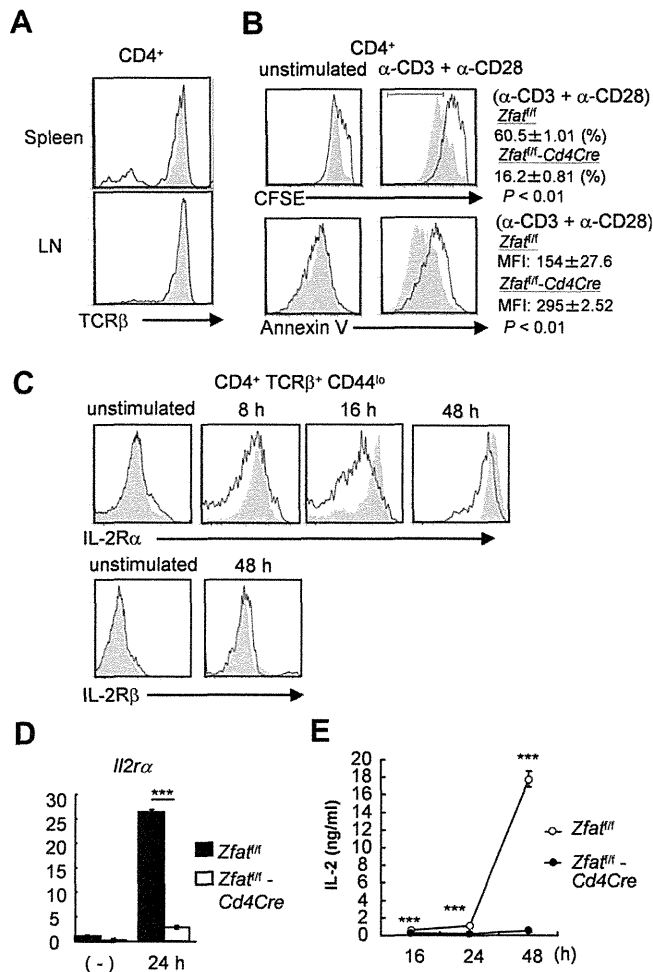 A
CD4⁺
Spleen
LN
TCRβ
B
CD4⁺
unstimulated α-CD3 + α-CD28
(α-CD3 + α-CD28)
Zfatᶠ/ᶠ
60.5±1.01 (%)
Zfatᶠ/ᶠ-Cd4Cre
16.2±0.81 (%)
P < 0.01
CFSE
(α-CD3 + α-CD28)
Zfatᶠ/ᶠ
MFI: 154±27.6
Zfatᶠ/ᶠ-Cd4Cre
MFI: 295±2.52
P < 0.01
Annexin V
C
CD4⁺ TCRβ⁺ CD44ˡᵒ
unstimulated 8 h 16 h 48 h
IL-2Rα
unstimulated 48 h
IL-2Rβ
D
Il2rα
***
30
25
20
15
10
5
0
(-) 24 h
Zfatᶠ/ᶠ
Zfatᶠ/ᶠ -
Cd4Cre
E
IL-2 (ng/ml)
20
18
16
14
12
10
8
6
4
2
0
*** *** ***
16 24 48 (h)
Zfatᶠ/ᶠ
Zfatᶠ/ᶠ -
Cd4Cre